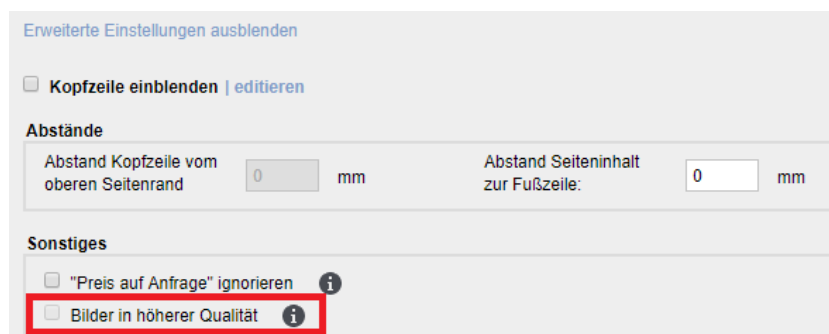 Erweiterte Einstellungen ausblenden
Kopfzeile einblenden | editieren
Abstände
Abstand Kopfzeile vom
oberen Seitenrand
0
mm
Abstand Seiteninhalt
zur Fußzeile:
0
mm
Sonstiges
"Preis auf Anfrage" ignorieren i
Bilder in höherer Qualität i